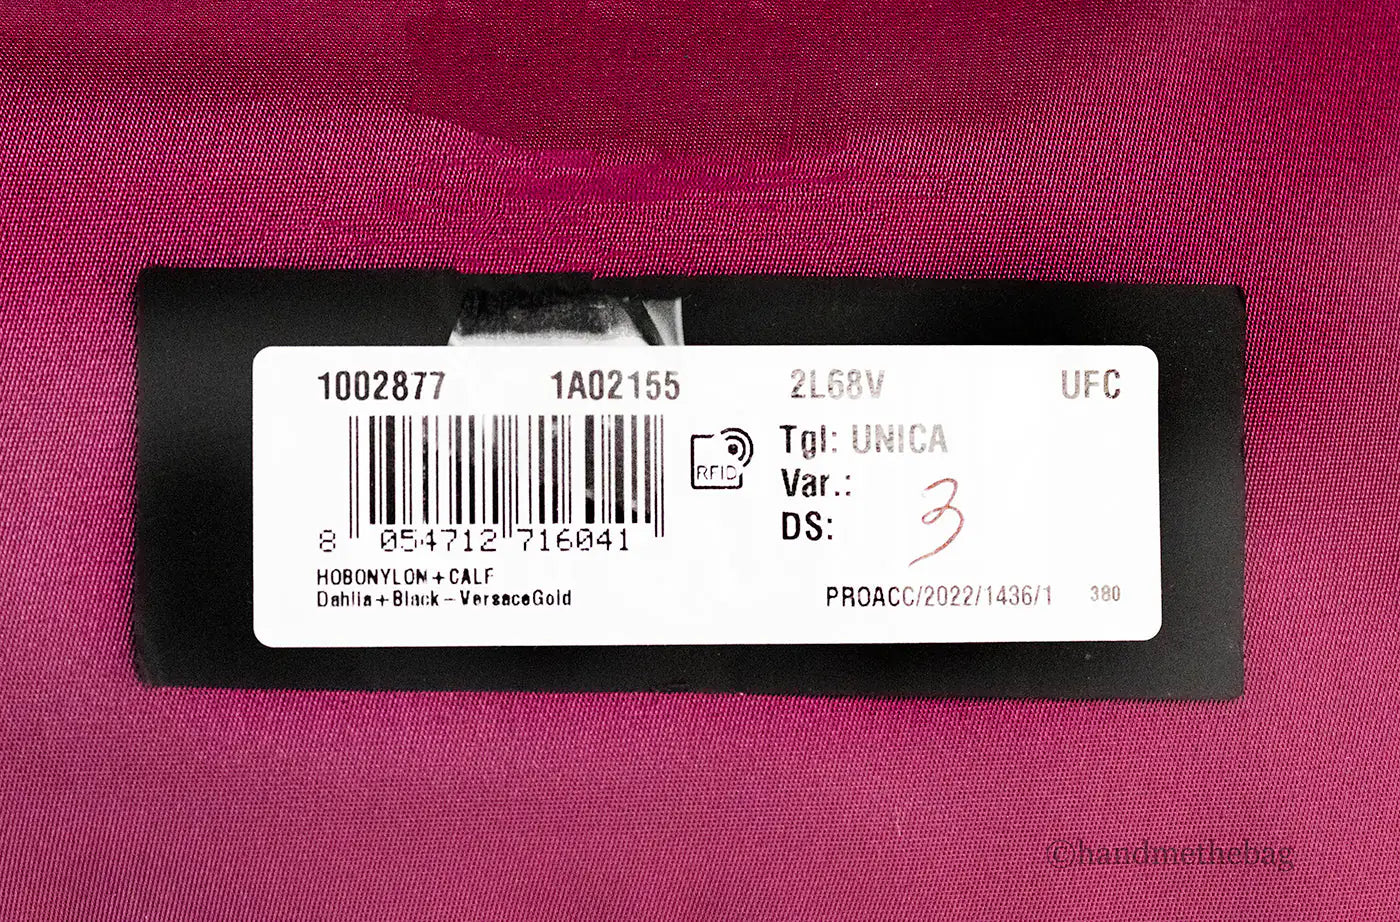 1002877 1A02155 2L68V UFC
RFID
Tgl: UNICA
Var.:
DS:
3
8 054712 716041
HOBONYLON+CALF
Dahlia+Black-VersaceGold
PROACC/2022/1436/1 380
©handmethebag